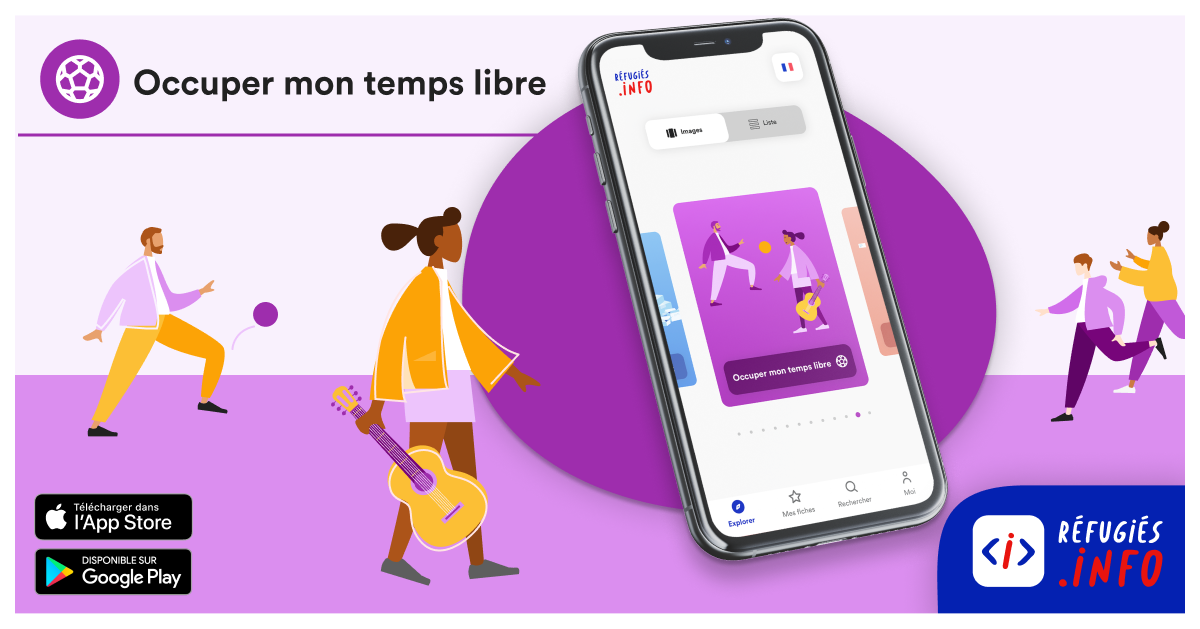 Occuper mon temps libre
RÉFUGIÉS
.INFO
Images
Liste
Occuper mon temps libre
Explorer
Mes fiches
Rechercher
Moi
Télécharger dans
l'App Store
DISPONIBLE SUR
Google Play
<i>
RÉFUGIÉS
.INFO